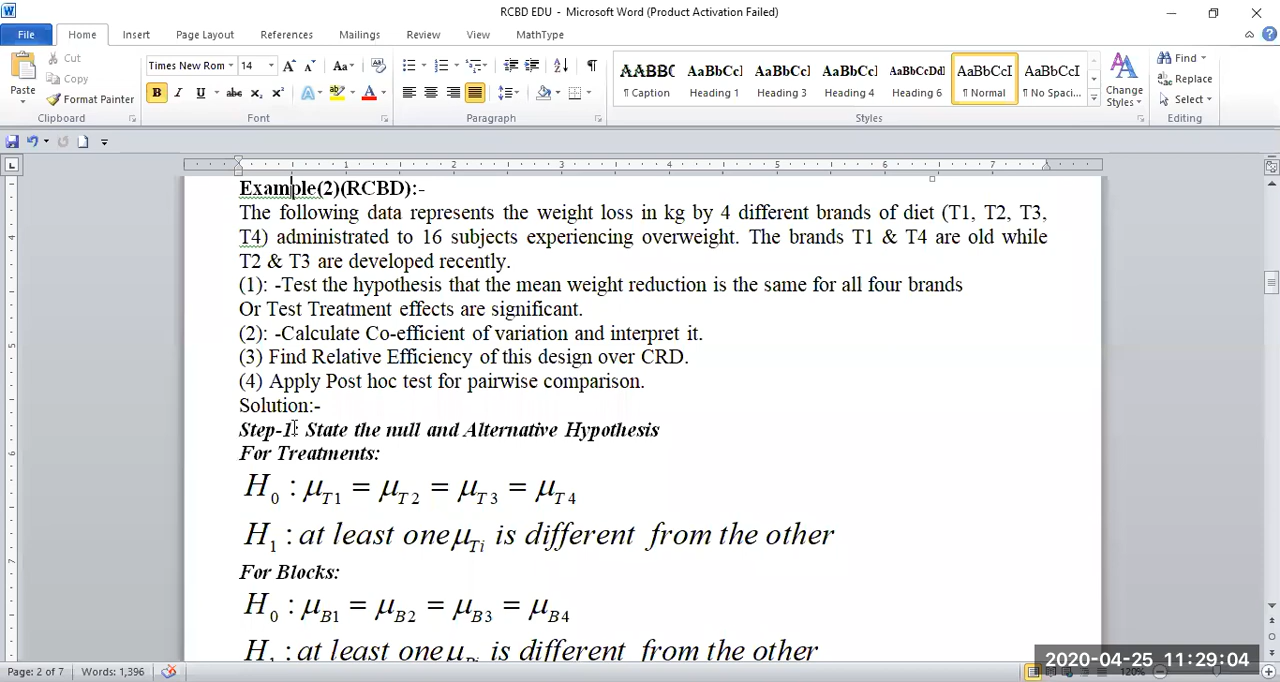 RCBD EDU - Microsoft Word (Product Activation Failed)
File Home Insert Page Layout References Mailings Review View MathType
Paste
Cut
Copy
Format Painter
Clipboard
Times New Rom 14
Font
Paragraph
AABBC AaBbCcI AaBbCcI AaBbCcI AaBbCcDd AaBbCcI AaBbCcI
¶ Caption Heading 1 Heading 3 Heading 4 Heading 6 ¶ Normal ¶ No Spaci...
Styles
Change Styles
Find
Replace
Select
Editing
Example(2)(RCBD):-
The following data represents the weight loss in kg by 4 different brands of diet (T1, T2, T3,
T4) administrated to 16 subjects experiencing overweight. The brands T1 & T4 are old while
T2 & T3 are developed recently.
(1): -Test the hypothesis that the mean weight reduction is the same for all four brands
Or Test Treatment effects are significant.
(2): -Calculate Co-efficient of variation and interpret it.
(3) Find Relative Efficiency of this design over CRD.
(4) Apply Post hoc test for pairwise comparison.
Solution:-
Step-1: State the null and Alternative Hypothesis
For Treatments:
H0 : μT1 = μT2 = μT3 = μT4
H1 : at least one μTi is different from the other
For Blocks:
H0 : μB1 = μB2 = μB3 = μB4
H1 : at least one μBi is different from the other
Page: 2 of 7 Words: 1,396 120%
2020-04-25 11:29:04